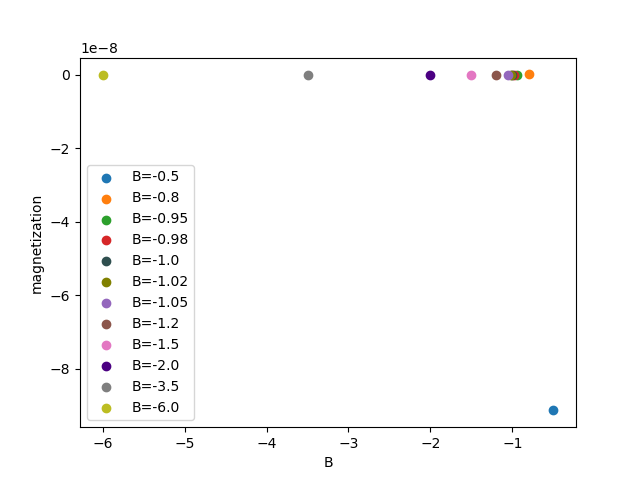 1e−8
0
−2
−4
−6
−8
magnetization
B=-0.5
B=-0.8
B=-0.95
B=-0.98
B=-1.0
B=-1.02
B=-1.05
B=-1.2
B=-1.5
B=-2.0
B=-3.5
B=-6.0
−6 −5 −4 −3 −2 −1
B